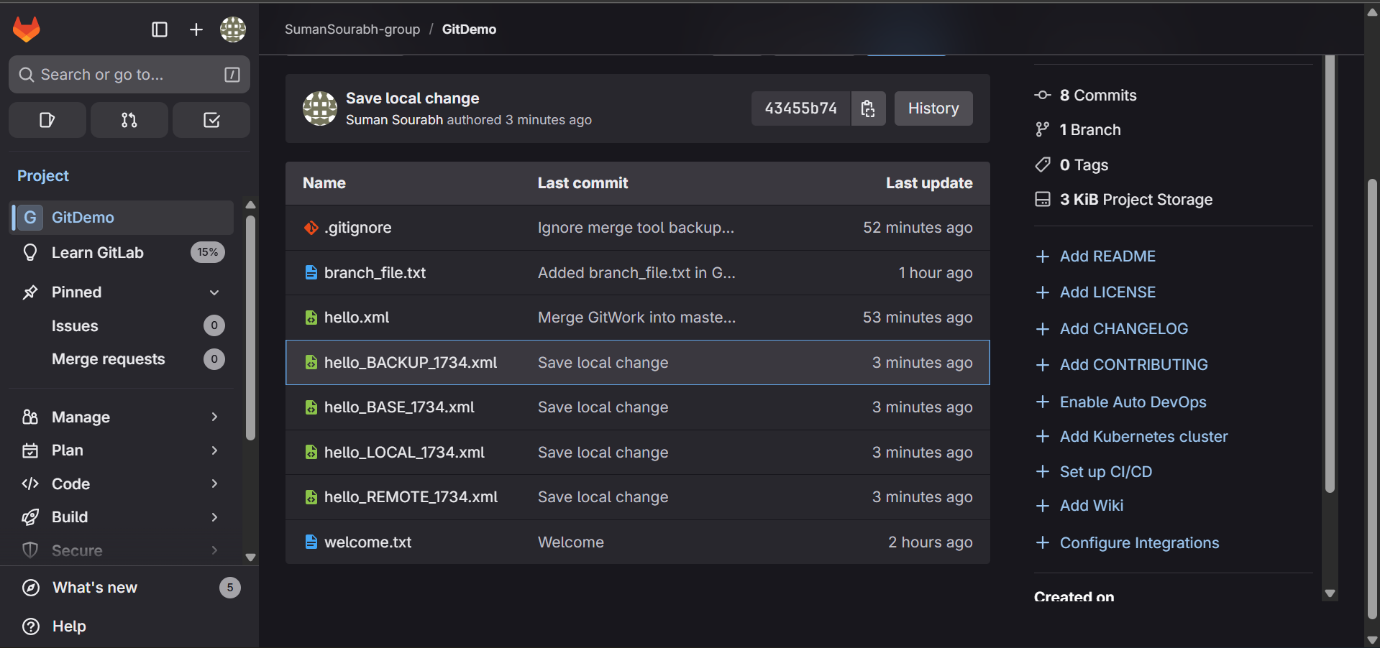 SumanSourabh-group / GitDemo
Search or go to... /
Project
G GitDemo
Learn GitLab 15%
Pinned
Issues 0
Merge requests 0
Manage
Plan
Code
Build
Secure
What's new 5
Help
Save local change
Suman Sourabh authored 3 minutes ago
43455b74
History
Name Last commit Last update
.gitignore Ignore merge tool backup... 52 minutes ago
branch_file.txt Added branch_file.txt in G... 1 hour ago
hello.xml Merge GitWork into maste... 53 minutes ago
hello_BACKUP_1734.xml Save local change 3 minutes ago
hello_BASE_1734.xml Save local change 3 minutes ago
hello_LOCAL_1734.xml Save local change 3 minutes ago
hello_REMOTE_1734.xml Save local change 3 minutes ago
welcome.txt Welcome 2 hours ago
8 Commits
1 Branch
0 Tags
3 KiB Project Storage
Add README
Add LICENSE
Add CHANGELOG
Add CONTRIBUTING
Enable Auto DevOps
Add Kubernetes cluster
Set up CI/CD
Add Wiki
Configure Integrations
Created on